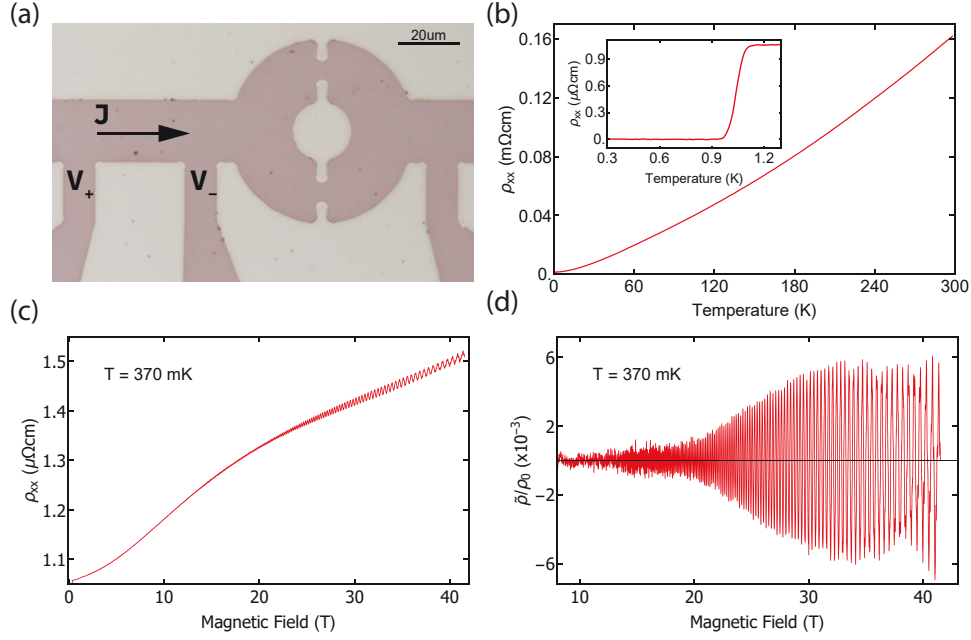 (a)
20um
J
V+
V-
(b)
ρxx (mΩcm)
0.16
0.12
0.08
0.04
0.
0 60 120 180 240 300
Temperature (K)
ρxx (μΩcm)
0.9
0.6
0.3
0.
0.3 0.6 0.9 1.2
Temperature (K)
(c)
T = 370 mK
ρxx (μΩcm)
1.5
1.4
1.3
1.2
1.1
0 10 20 30 40
Magnetic Field (T)
(d)
T = 370 mK
ρ̃/ρ0 (x10−3)
6
2
−2
-6
10 20 30 40
Magnetic Field (T)